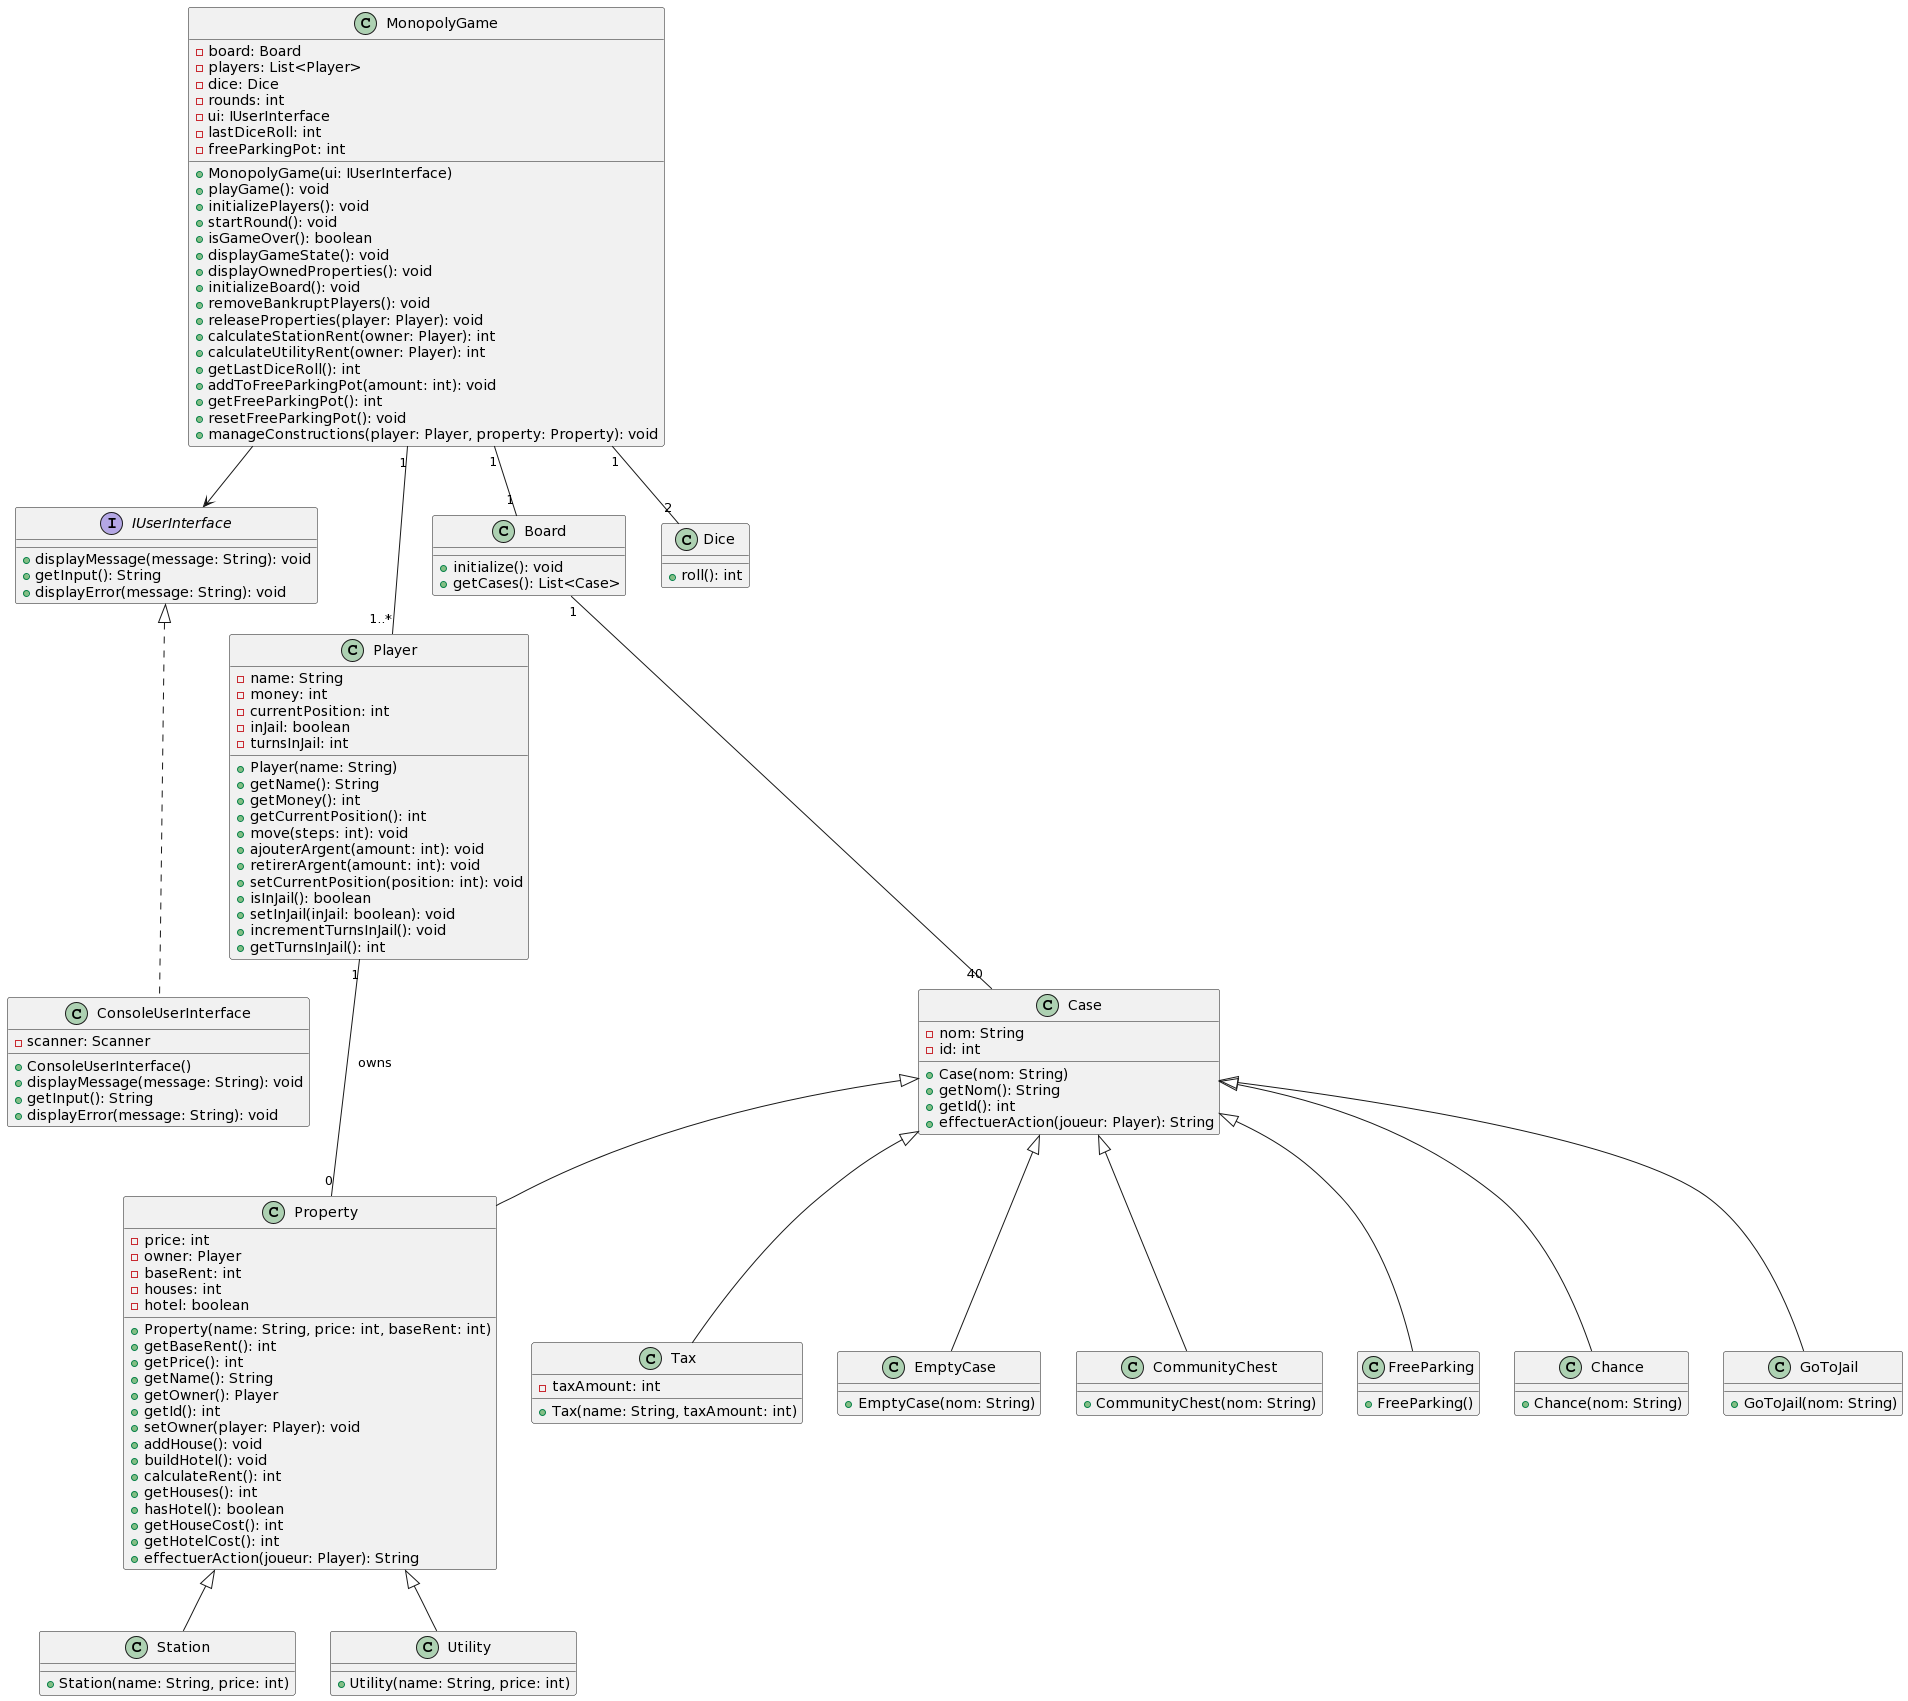 C MonopolyGame
board: Board
players: List<Player>
dice: Dice
rounds: int
ui: IUserInterface
lastDiceRoll: int
freeParkingPot: int
MonopolyGame(ui: IUserInterface)
playGame(): void
initializePlayers(): void
startRound(): void
isGameOver(): boolean
displayGameState(): void
displayOwnedProperties(): void
initializeBoard(): void
removeBankruptPlayers(): void
releaseProperties(player: Player): void
calculateStationRent(owner: Player): int
calculateUtilityRent(owner: Player): int
getLastDiceRoll(): int
addToFreeParkingPot(amount: int): void
getFreeParkingPot(): int
resetFreeParkingPot(): void
manageConstructions(player: Player, property: Property): void
1
1
1
1
2
1..*
I IUserInterface
displayMessage(message: String): void
getInput(): String
displayError(message: String): void
C Board
initialize(): void
getCases(): List<Case>
1
40
C Dice
roll(): int
C Player
name: String
money: int
currentPosition: int
inJail: boolean
turnsInJail: int
Player(name: String)
getName(): String
getMoney(): int
getCurrentPosition(): int
move(steps: int): void
ajouterArgent(amount: int): void
retirerArgent(amount: int): void
setCurrentPosition(position: int): void
isInJail(): boolean
setInJail(inJail: boolean): void
incrementTurnsInJail(): void
getTurnsInJail(): int
1
owns
0
C ConsoleUserInterface
scanner: Scanner
ConsoleUserInterface()
displayMessage(message: String): void
getInput(): String
displayError(message: String): void
C Case
nom: String
id: int
Case(nom: String)
getNom(): String
getId(): int
effectuerAction(joueur: Player): String
C Property
price: int
owner: Player
baseRent: int
houses: int
hotel: boolean
Property(name: String, price: int, baseRent: int)
getBaseRent(): int
getPrice(): int
getName(): String
getOwner(): Player
getId(): int
setOwner(player: Player): void
addHouse(): void
buildHotel(): void
calculateRent(): int
getHouses(): int
hasHotel(): boolean
getHouseCost(): int
getHotelCost(): int
effectuerAction(joueur: Player): String
C Tax
taxAmount: int
Tax(name: String, taxAmount: int)
C EmptyCase
EmptyCase(nom: String)
C CommunityChest
CommunityChest(nom: String)
C FreeParking
FreeParking()
C Chance
Chance(nom: String)
C GoToJail
GoToJail(nom: String)
C Station
Station(name: String, price: int)
C Utility
Utility(name: String, price: int)